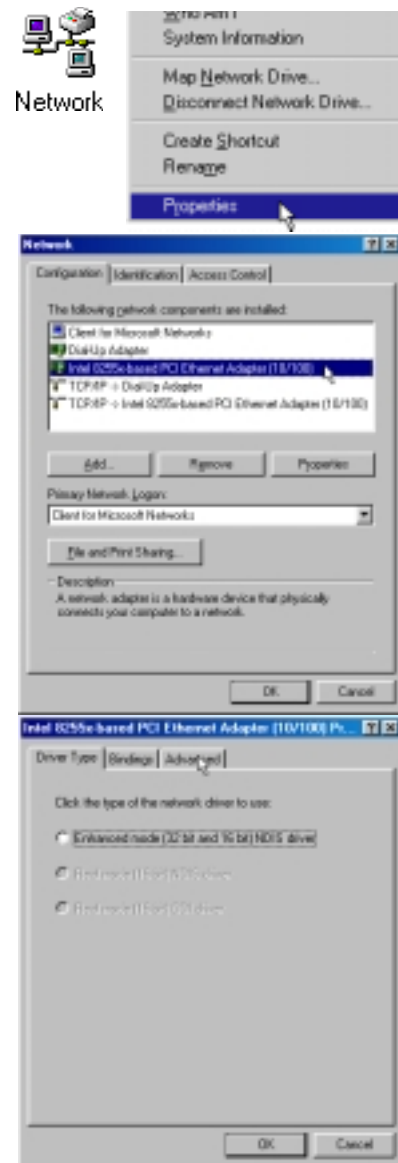 Network
Who Am I
System Information
Map Network Drive...
Disconnect Network Drive...
Create Shortcut
Rename
Properties
Network
Configuration Identification Access Control
The following network components are installed:
Client for Microsoft Networks
Dial-Up Adapter
Intel 8255x-based PCI Ethernet Adapter (10/100)
TCP/IP -> Dial-Up Adapter
TCP/IP -> Intel 8255x-based PCI Ethernet Adapter (10/100)
Add... Remove Properties
Primary Network Logon:
Client for Microsoft Networks
File and Print Sharing...
Description
A network adapter is a hardware device that physically
connects your computer to a network.
OK Cancel
Intel 8255x-based PCI Ethernet Adapter (10/100) Pr...
Driver Type Bindings Advanced
Click the type of the network driver to use:
Enhanced mode (32 bit and 16 bit) NDIS driver
OK Cancel